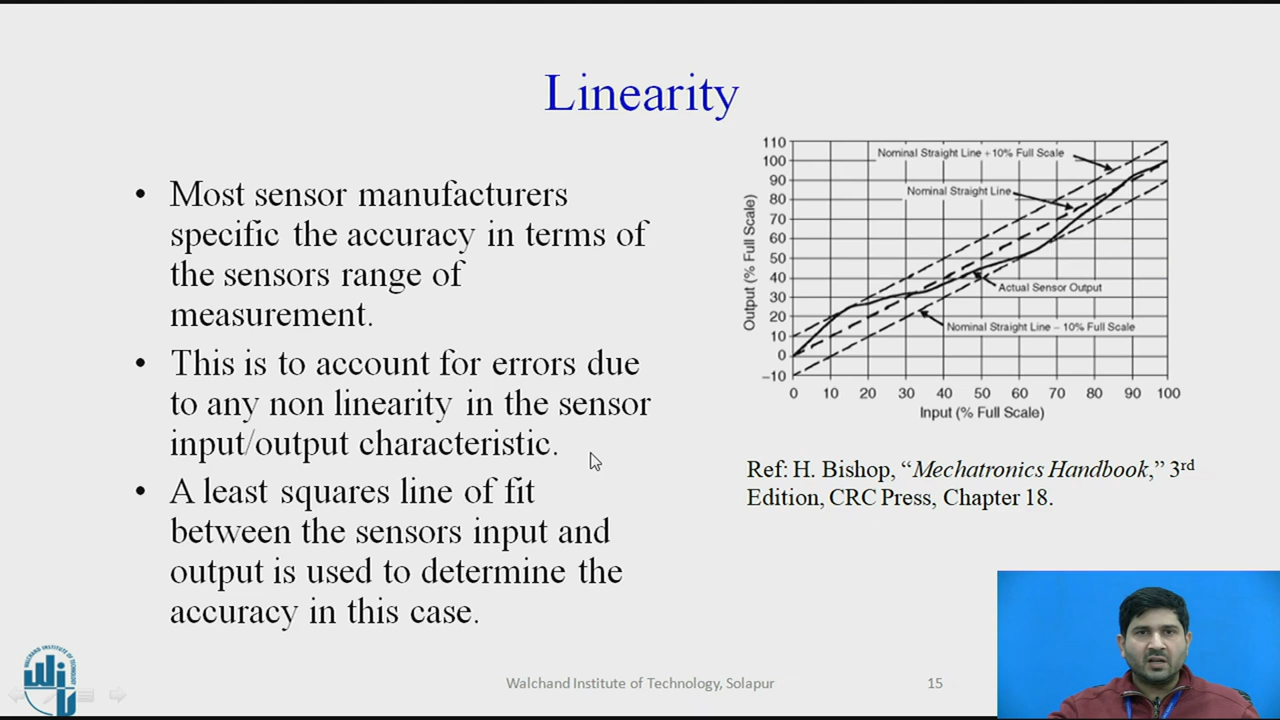 Linearity
• Most sensor manufacturers
specific the accuracy in terms of
the sensors range of
measurement.
• This is to account for errors due
to any non linearity in the sensor
input/output characteristic.
• A least squares line of fit
between the sensors input and
output is used to determine the
accuracy in this case.
Output (% Full Scale)
110
100
90
80
70
60
50
40
30
20
10
0
−10
Nominal Straight Line +10% Full Scale
Nominal Straight Line
Actual Sensor Output
Nominal Straight Line − 10% Full Scale
0 10 20 30 40 50 60 70 80 90 100
Input (% Full Scale)
Ref: H. Bishop, “Mechatronics Handbook,” 3rd
Edition, CRC Press, Chapter 18.
WALCHAND INSTITUTE OF TECHNOLOGY
WIT
Walchand Institute of Technology, Solapur 15